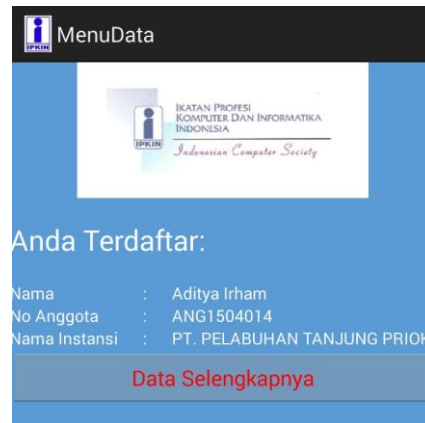 IPKIN
MenuData
IKATAN PROFESI
KOMPUTER DAN INFORMATIKA
INDONESIA
IPKIN
Indonesian Computer Society
Anda Terdaftar:
Nama : Aditya Irham
No Anggota : ANG1504014
Nama Instansi : PT. PELABUHAN TANJUNG PRIOK
Data Selengkapnya